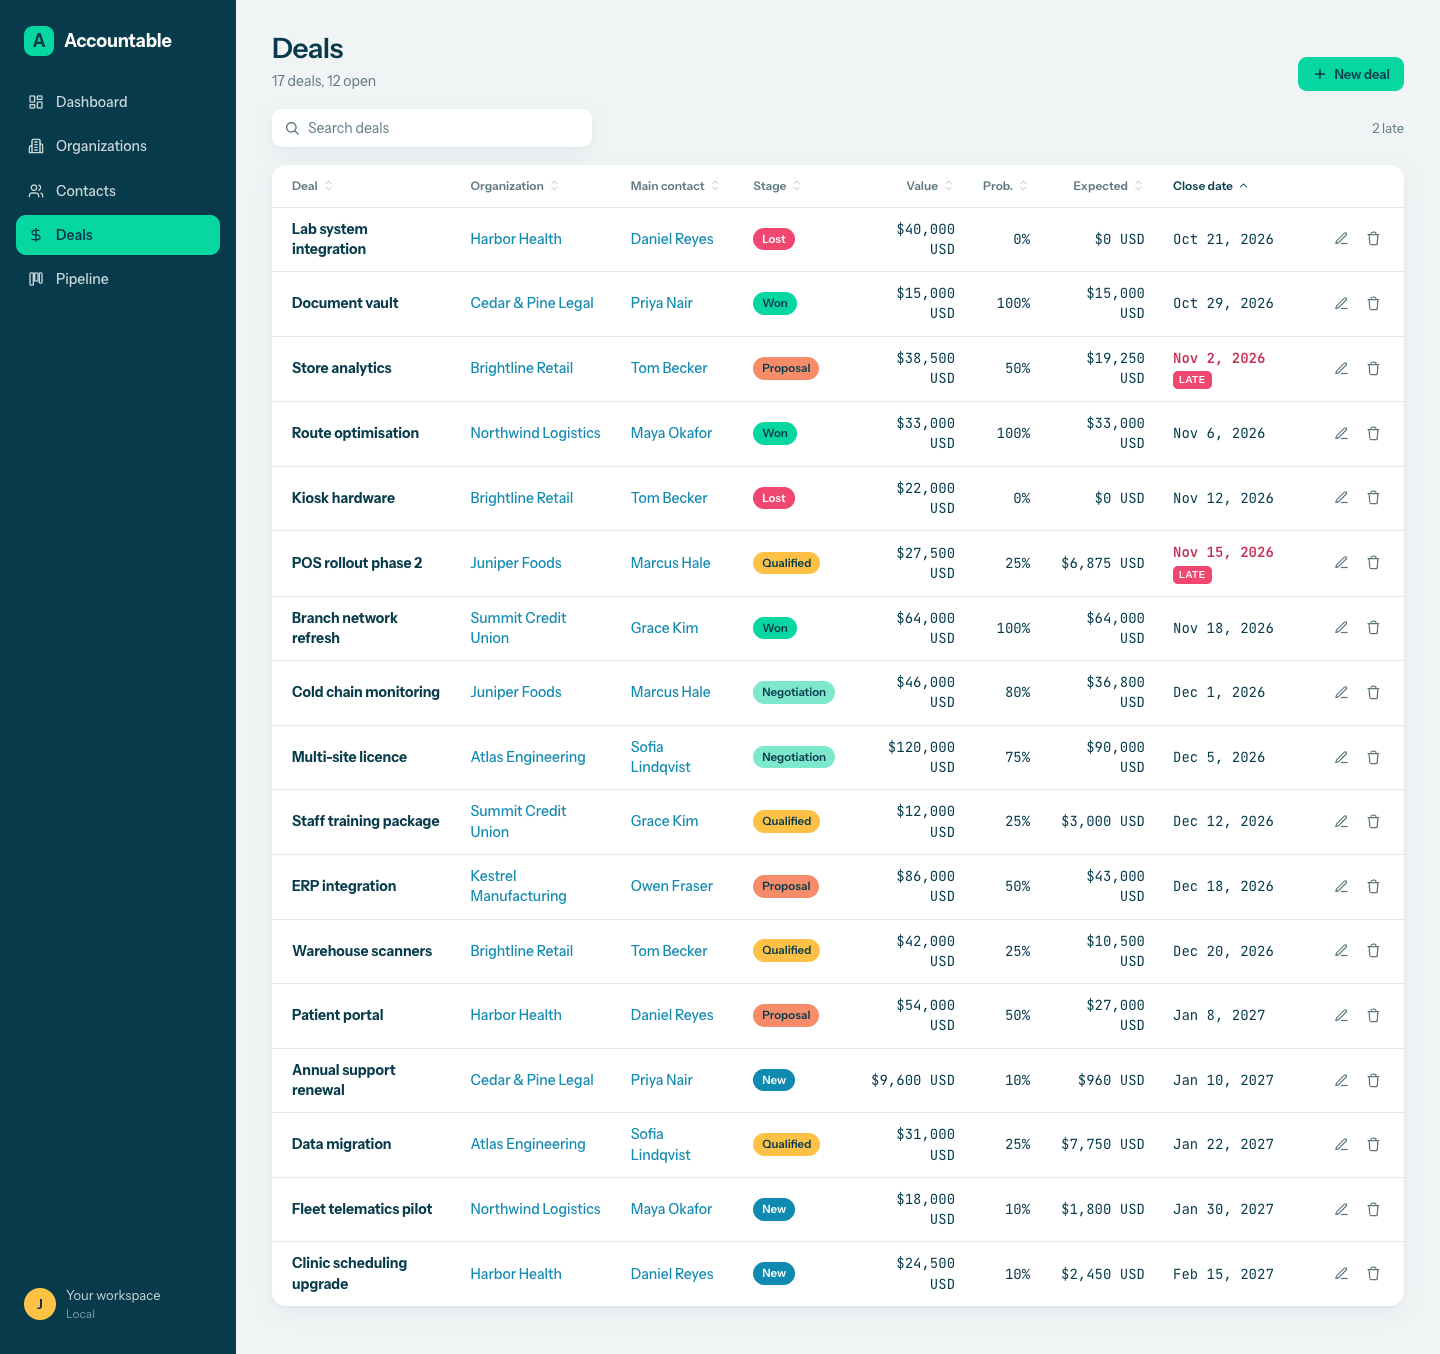 A Accountable
Dashboard
Organizations
Contacts
Deals
Pipeline
J
Your workspace
Local
Deals
17 deals, 12 open
New deal
Search deals
2 late
Deal Organization Main contact Stage Value Prob. Expected Close date
Lab system integration Harbor Health Daniel Reyes Lost $40,000 USD 0% $0 USD Oct 21, 2026
Document vault Cedar & Pine Legal Priya Nair Won $15,000 USD 100% $15,000 USD Oct 29, 2026
Store analytics Brightline Retail Tom Becker Proposal $38,500 USD 50% $19,250 USD Nov 2, 2026 LATE
Route optimisation Northwind Logistics Maya Okafor Won $33,000 USD 100% $33,000 USD Nov 6, 2026
Kiosk hardware Brightline Retail Tom Becker Lost $22,000 USD 0% $0 USD Nov 12, 2026
POS rollout phase 2 Juniper Foods Marcus Hale Qualified $27,500 USD 25% $6,875 USD Nov 15, 2026 LATE
Branch network refresh Summit Credit Union Grace Kim Won $64,000 USD 100% $64,000 USD Nov 18, 2026
Cold chain monitoring Juniper Foods Marcus Hale Negotiation $46,000 USD 80% $36,800 USD Dec 1, 2026
Multi-site licence Atlas Engineering Sofia Lindqvist Negotiation $120,000 USD 75% $90,000 USD Dec 5, 2026
Staff training package Summit Credit Union Grace Kim Qualified $12,000 USD 25% $3,000 USD Dec 12, 2026
ERP integration Kestrel Manufacturing Owen Fraser Proposal $86,000 USD 50% $43,000 USD Dec 18, 2026
Warehouse scanners Brightline Retail Tom Becker Qualified $42,000 USD 25% $10,500 USD Dec 20, 2026
Patient portal Harbor Health Daniel Reyes Proposal $54,000 USD 50% $27,000 USD Jan 8, 2027
Annual support renewal Cedar & Pine Legal Priya Nair New $9,600 USD 10% $960 USD Jan 10, 2027
Data migration Atlas Engineering Sofia Lindqvist Qualified $31,000 USD 25% $7,750 USD Jan 22, 2027
Fleet telematics pilot Northwind Logistics Maya Okafor New $18,000 USD 10% $1,800 USD Jan 30, 2027
Clinic scheduling upgrade Harbor Health Daniel Reyes New $24,500 USD 10% $2,450 USD Feb 15, 2027